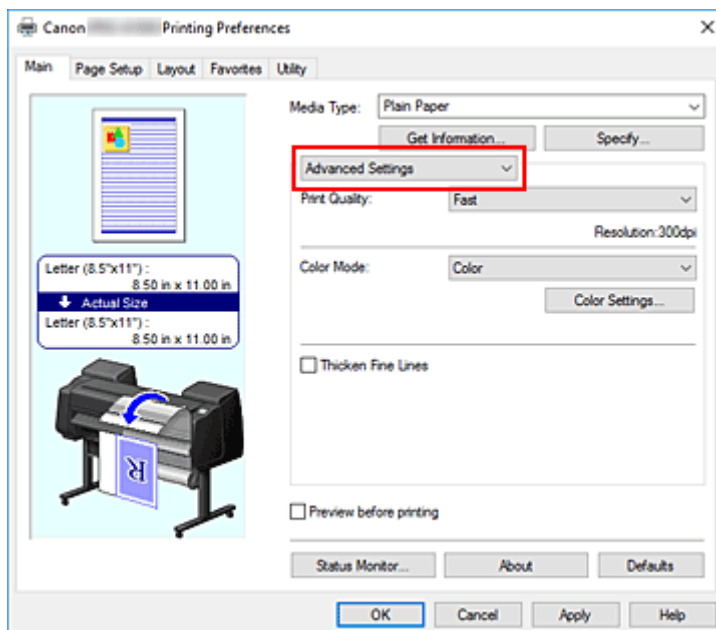 Canon Printing Preferences
Main Page Setup Layout Favorites Utility
Media Type: Plain Paper
Get Information... Specify...
Advanced Settings
Print Quality: Fast
Resolution:300dpi
Color Mode: Color
Color Settings...
Thicken Fine Lines
Letter (8.5"x11") :
8.50 in x 11.00 in
Actual Size
Letter (8.5"x11") :
8.50 in x 11.00 in
R
Preview before printing
Status Monitor... About Defaults
OK Cancel Apply Help